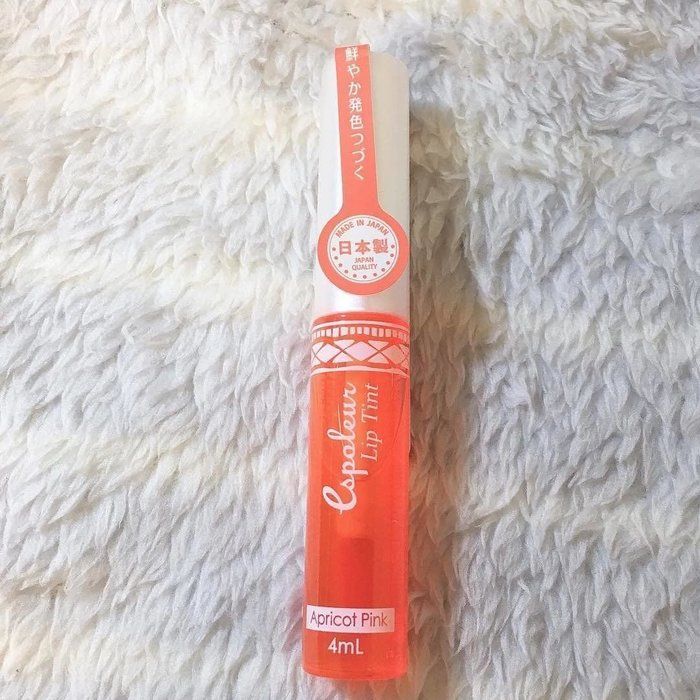 鮮やか発色つづく
MADE IN JAPAN
日本製
JAPAN
QUALITY
Espoleur
Lip Tint
Apricot Pink
4mL